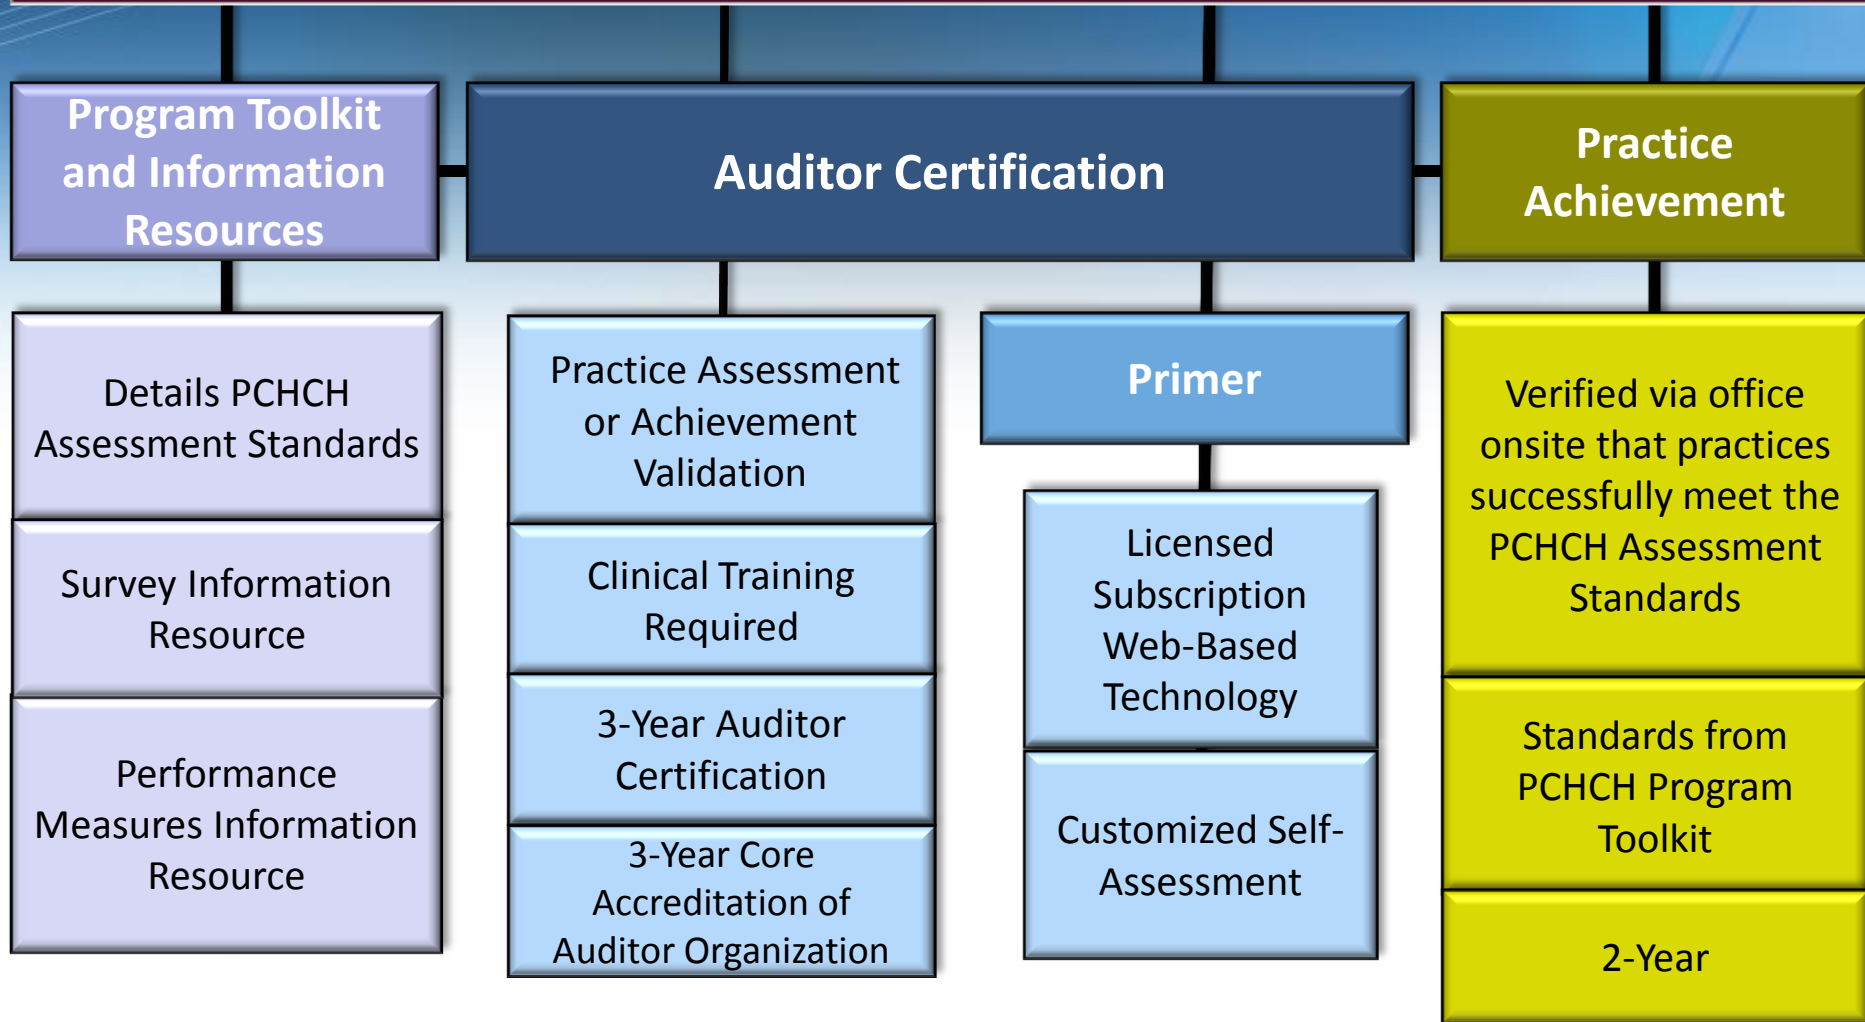 Program Toolkit
and Information
Resources
Auditor Certification
Practice
Achievement
Details PCHCH
Assessment Standards
Survey Information
Resource
Performance
Measures Information
Resource
Practice Assessment
or Achievement
Validation
Clinical Training
Required
3-Year Auditor
Certification
3-Year Core
Accreditation of
Auditor Organization
Primer
Licensed
Subscription
Web-Based
Technology
Customized Self-
Assessment
Verified via office
onsite that practices
successfully meet the
PCHCH Assessment
Standards
Standards from
PCHCH Program
Toolkit
2-Year